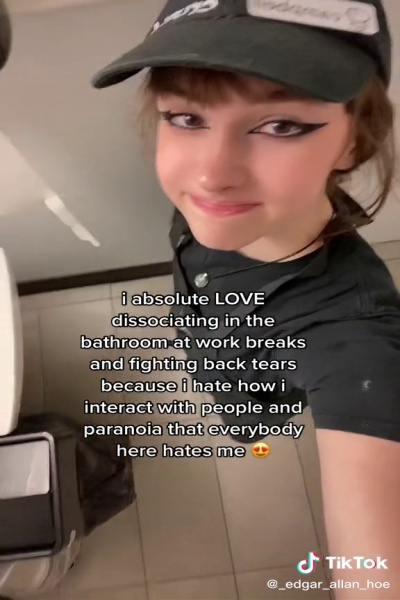 i absolute LOVE
dissociating in the
bathroom at work breaks
and fighting back tears
because i hate how i
interact with people and
paranoia that everybody
here hates me 😍
TikTok
@_edgar_allan_hoe